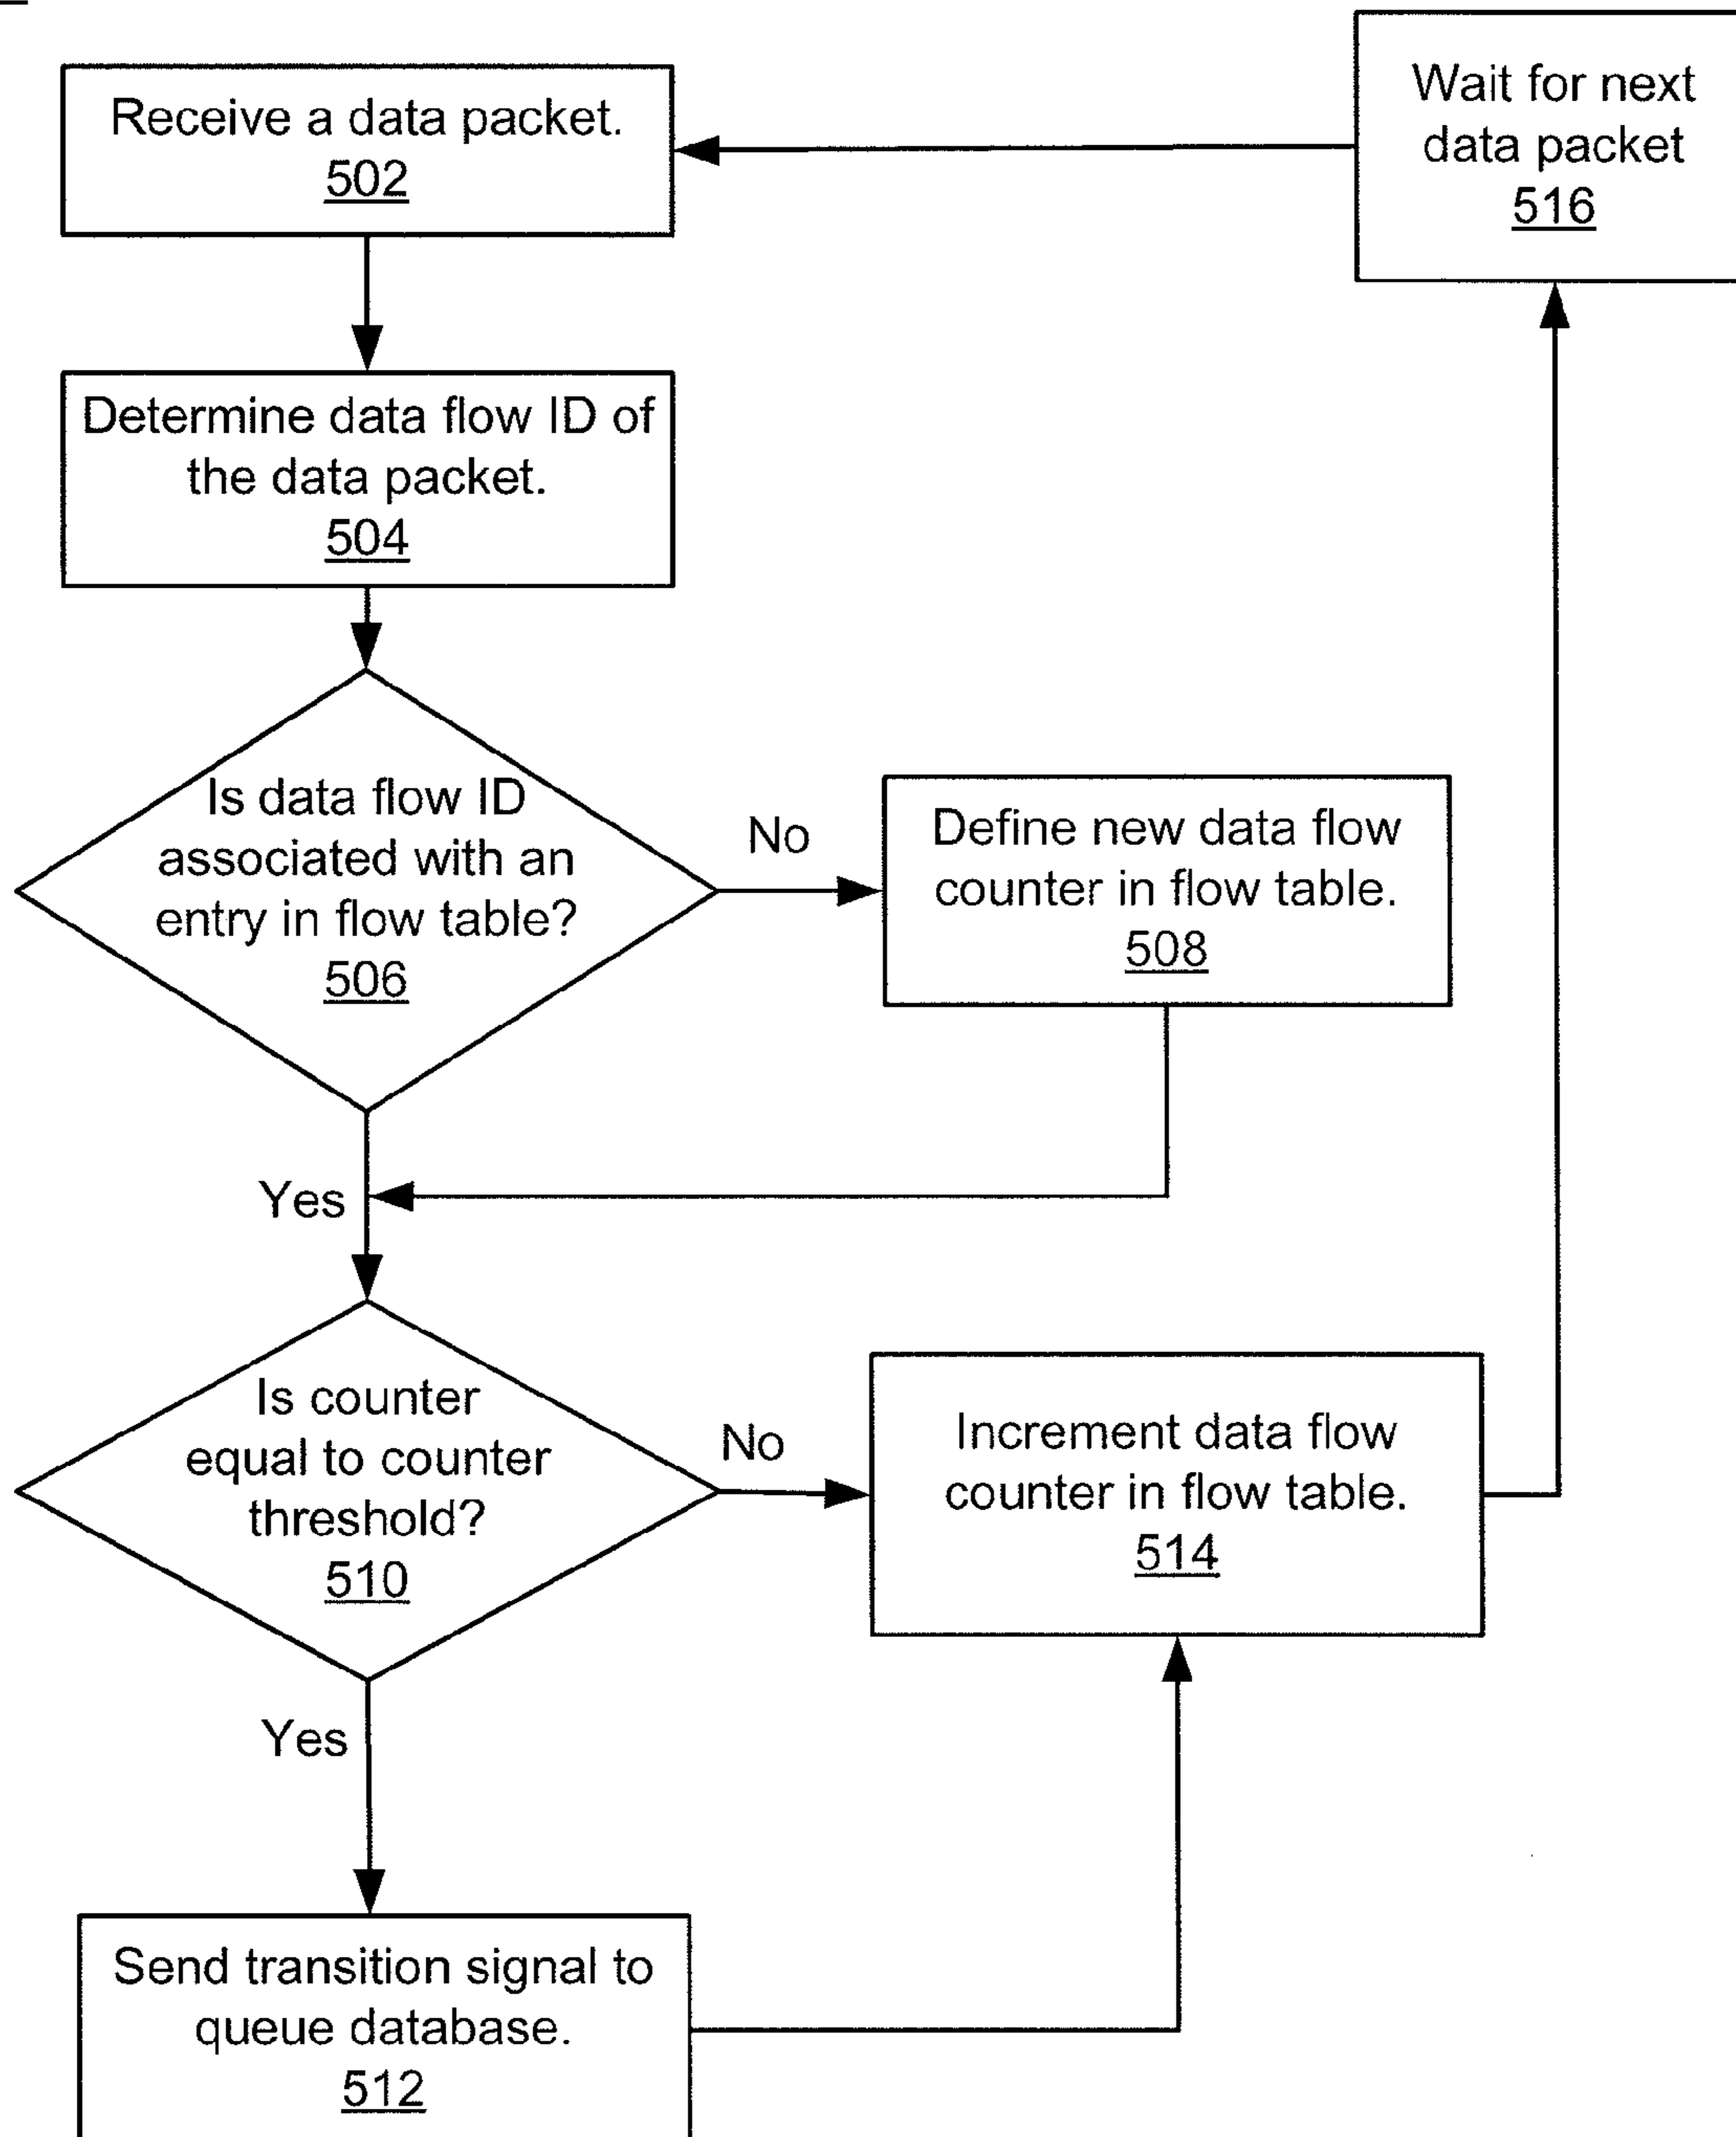 Receive a data packet.
502
Wait for next
data packet
516
Determine data flow ID of
the data packet.
504
Is data flow ID
associated with an
entry in flow table?
506
No
Define new data flow
counter in flow table.
508
Yes
Is counter
equal to counter
threshold?
510
No
Increment data flow
counter in flow table.
514
Yes
Send transition signal to
queue database.
512